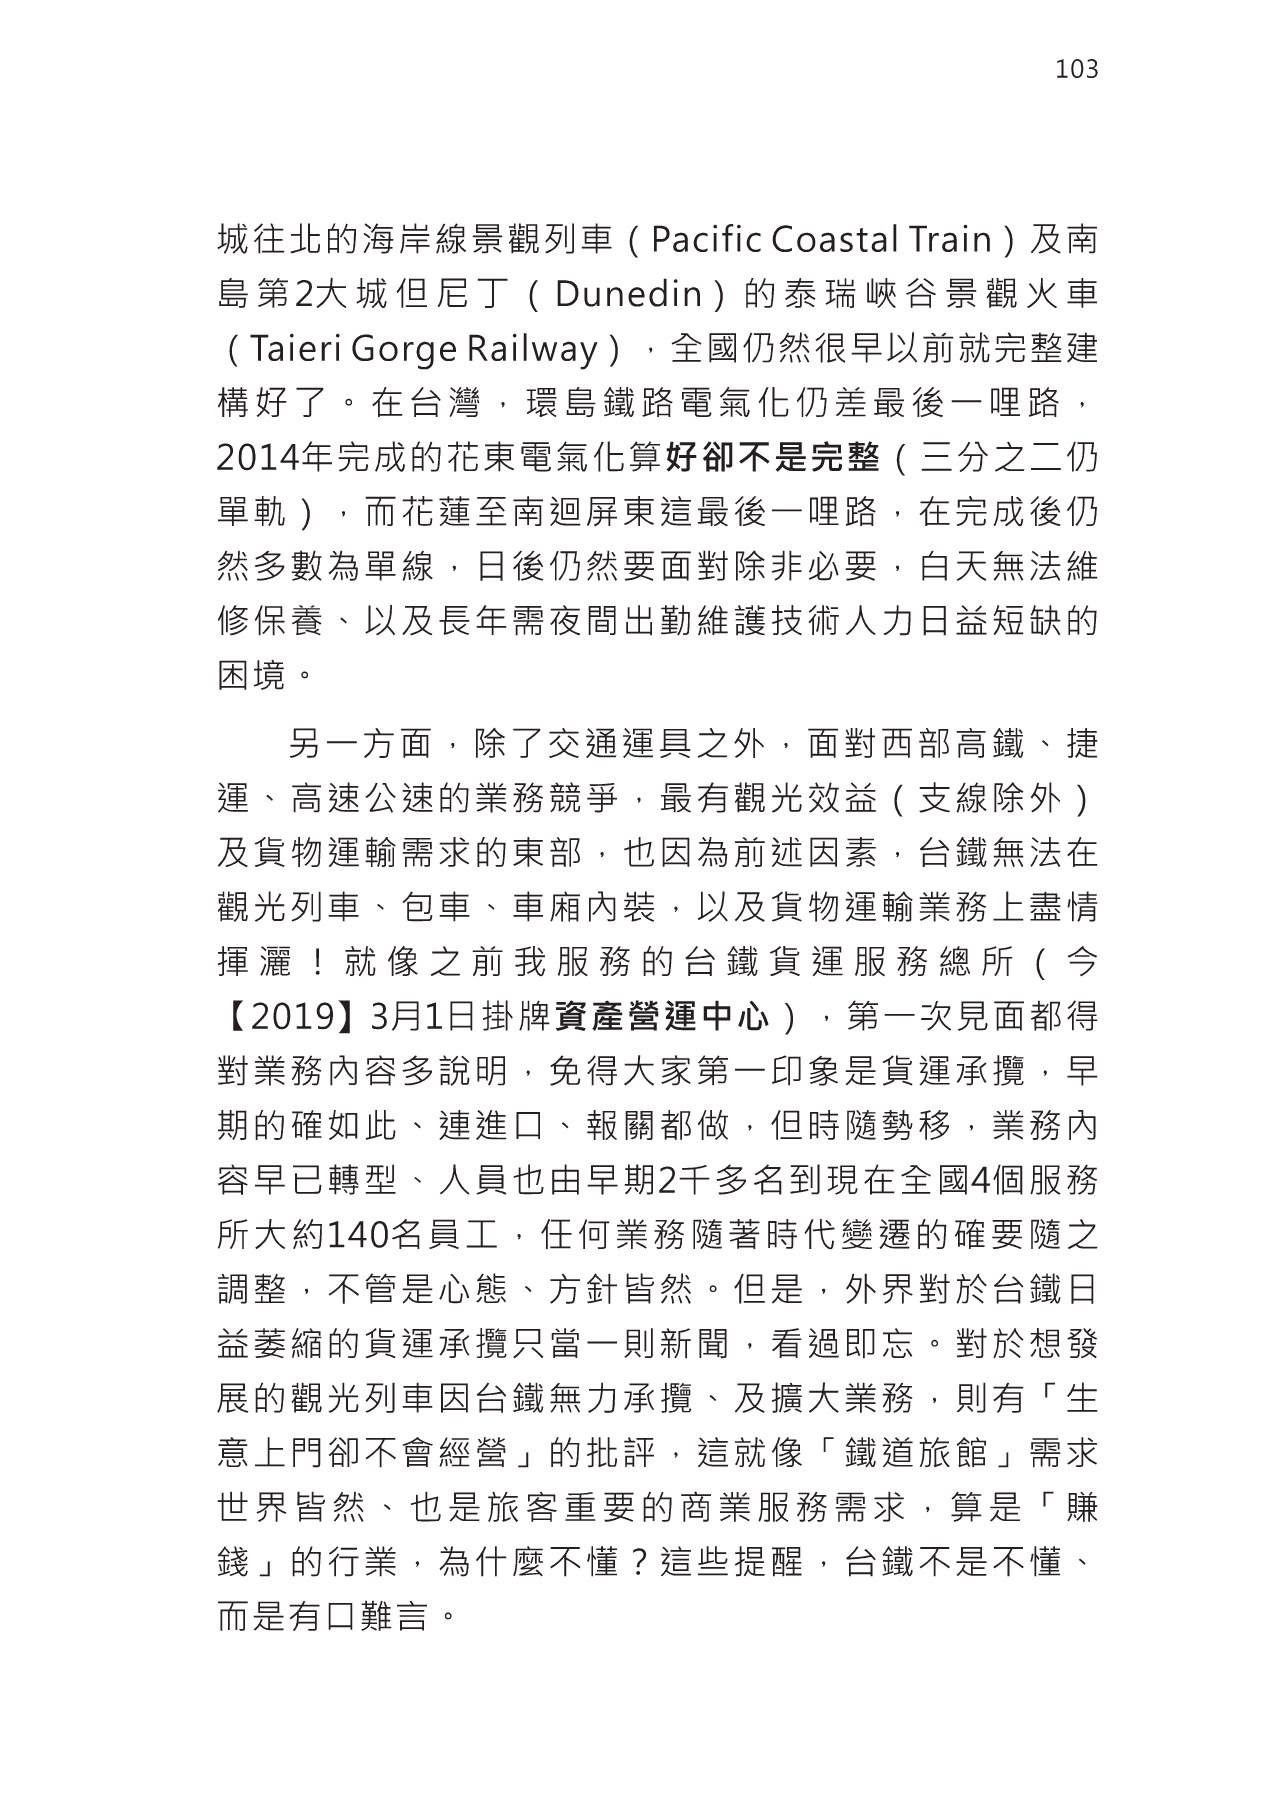 103
城往北的海岸線景觀列車（Pacific Coastal Train）及南
島第2大城但尼丁（Dunedin）的泰瑞峽谷景觀火車
（Taieri Gorge Railway），全國仍然很早以前就完整建
構好了。在台灣，環島鐵路電氣化仍差最後一哩路，
2014年完成的花東電氣化算好卻不是完整（三分之二仍
單軌），而花蓮至南迴屏東這最後一哩路，在完成後仍
然多數為單線，日後仍然要面對除非必要，白天無法維
修保養、以及長年需夜間出勤維護技術人力日益短缺的
困境。
另一方面，除了交通運具之外，面對西部高鐵、捷
運、高速公速的業務競爭，最有觀光效益（支線除外）
及貨物運輸需求的東部，也因為前述因素，台鐵無法在
觀光列車、包車、車廂內裝，以及貨物運輸業務上盡情
揮灑！就像之前我服務的台鐵貨運服務總所（今
【2019】3月1日掛牌資產營運中心），第一次見面都得
對業務內容多說明，免得大家第一印象是貨運承攬，早
期的確如此、連進口、報關都做，但時隨勢移，業務內
容早已轉型、人員也由早期2千多名到現在全國4個服務
所大約140名員工，任何業務隨著時代變遷的確要隨之
調整，不管是心態、方針皆然。但是，外界對於台鐵日
益萎縮的貨運承攬只當一則新聞，看過即忘。對於想發
展的觀光列車因台鐵無力承攬、及擴大業務，則有「生
意上門卻不會經營」的批評，這就像「鐵道旅館」需求
世界皆然、也是旅客重要的商業服務需求，算是「賺
錢」的行業，為什麼不懂？這些提醒，台鐵不是不懂、
而是有口難言。